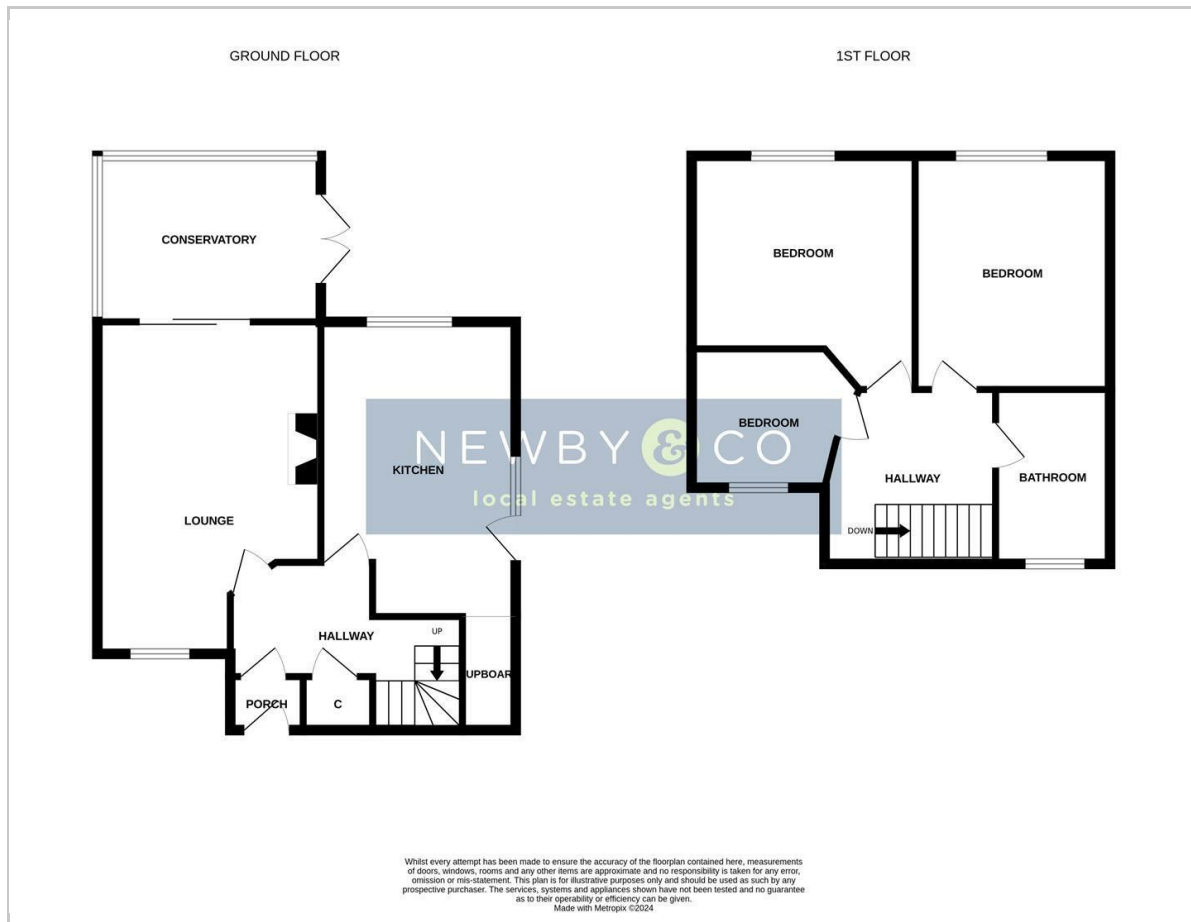 GROUND FLOOR
1ST FLOOR
CONSERVATORY
BEDROOM
BEDROOM
BEDROOM
NEWBY & CO
local estate agents
KITCHEN
LOUNGE
HALLWAY
BATHROOM
DOWN
HALLWAY
UP
UPBOAR
PORCH
C
Whilst every attempt has been made to ensure the accuracy of the floorplan contained here, measurements
of doors, windows, rooms and any other items are approximate and no responsibility is taken for any error,
omission or mis-statement. This plan is for illustrative purposes only and should be used as such by any
prospective purchaser. The services, systems and appliances shown have not been tested and no guarantee
as to their operability or efficiency can be given.
Made with Metropix ©2024